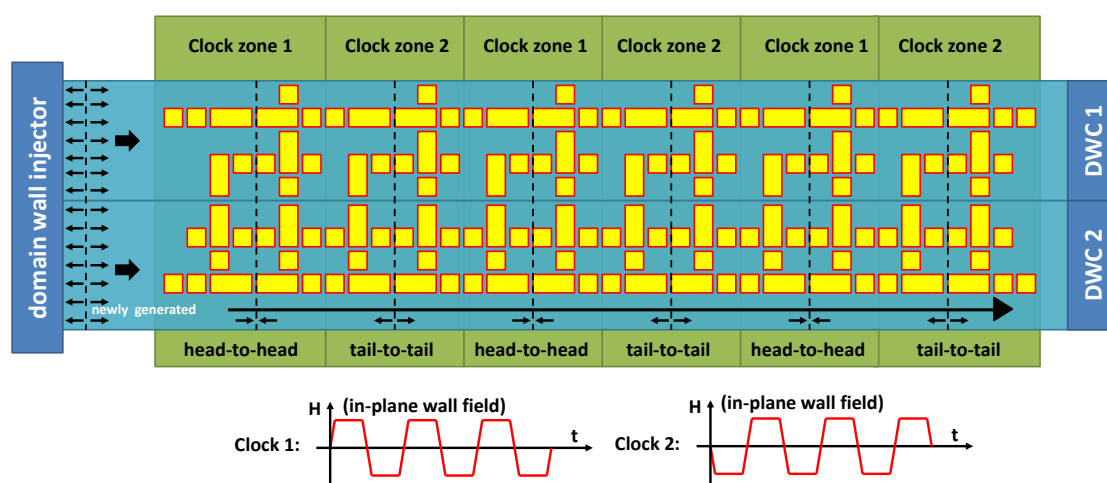 Clock zone 1 Clock zone 2 Clock zone 1 Clock zone 2 Clock zone 1 Clock zone 2
domain wall injector
DWC 1
DWC 2
newly generated
head-to-head tail-to-tail head-to-head tail-to-tail head-to-head tail-to-tail
H (in-plane wall field)
Clock 1: t
H (in-plane wall field)
Clock 2: t